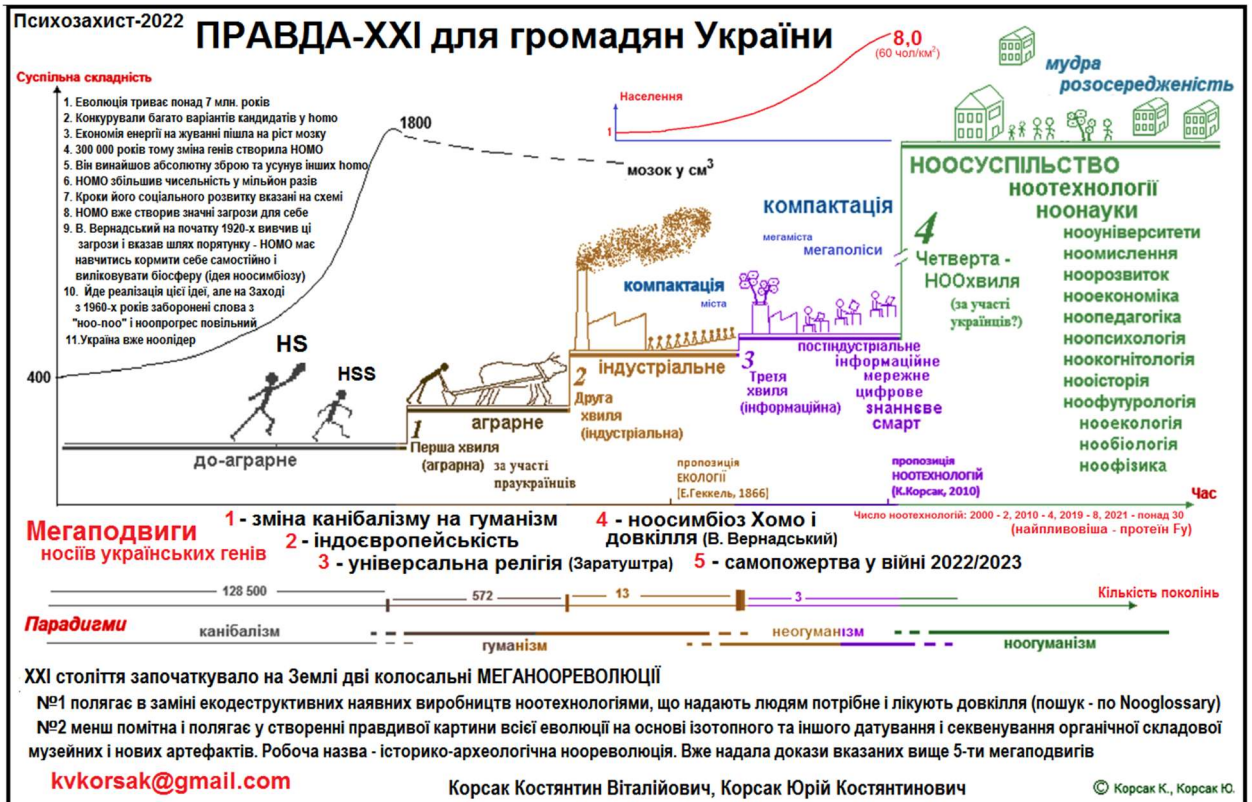 Психозахист-2022
ПРАВДА-ХХІ для громадян України
Суспільна складність
1. Еволюція триває понад 7 млн. років
2. Конкурували багато варіантів кандидатів у homo
3. Економія енергії на жуванні пішла на ріст мозку
4. 300 000 років тому зміна генів створила НОМО
5. Він винайшов абсолютну зброю та усунув інших homo
6. НОМО збільшив чисельність у мільйон разів
7. Кроки його соціального розвитку вказані на схемі
8. НОМО вже створив значні загрози для себе
9. В. Вернадський на початку 1920-х вивчив ці
загрози і вказав шлях порятунку - НОМО має
навчитись кормити себе самостійно і
виліковувати біосферу (ідея ноосимбіозу)
10. Йде реалізація цієї ідеї, але на Заході
з 1960-х років заборонені слова з
"ноо-noo" і ноопрогрес повільний
11.Україна вже ноолідер
400
1800
мозок у см³
Населення
1
8,0
(60 чол/км²)
мудра
розосередженість
HS
HSS
до-аграрне
1
Перша хвиля
(аграрна)
за участі
праукраїнців
аграрне
2
Друга
хвиля
(індустріальна)
індустріальне
компактація
міста
3
Третя
хвиля
(інформаційна)
компактація
мегаміста
мегаполіси
постіндустріальне
інформаційне
мережне
цифрове
знаннєве
смарт
4
Четверта -
НООхвиля
(за участі
українців?)
НООСУСПІЛЬСТВО
ноотехнології
ноонауки
нооуніверситети
ноомислення
ноорозвиток
нооекономіка
ноопедагогіка
ноопсихологія
ноокогнітологія
нооісторія
ноофутурологія
нооекологія
нообіологія
ноофізика
пропозиція
ЕКОЛОГІЇ
[Е.Геккель, 1866]
пропозиція
НООТЕХНОЛОГІЙ
(К.Корсак, 2010)
Час
Число ноотехнологій: 2000 - 2, 2010 - 4, 2019 - 8, 2021 - понад 30
(найпливовіша - протеїн Fy)
Мегаподвиги
носіїв українських генів
1 - зміна канібалізму на гуманізм
2 - індоєвропейськість
3 - універсальна релігія (Заратуштра)
4 - ноосимбіоз Хомо і
довкілля (В. Вернадський)
5 - самопожертва у війні 2022/2023
128 500
572
13
3
Кількість поколінь
Парадигми
канібалізм
гуманізм
неогуманізм
ноогуманізм
ХХІ століття започаткувало на Землі дві колосальні МЕГАНООРЕВОЛЮЦІЇ
№1 полягає в заміні екодеструктивних наявних виробництв ноотехнологіями, що надають людям потрібне і лікують довкілля (пошук - по Nooglossary)
№2 менш помітна і полягає у створенні правдивої картини всієї еволюції на основі ізотопного та іншого датування і секвенування органічної складової
музейних і нових артефактів. Робоча назва - історико-археологічна ноореволюція. Вже надала докази вказаних вище 5-ти мегаподвигів
kvkorsak@gmail.com
Корсак Костянтин Віталійович, Корсак Юрій Костянтинович
© Корсак К., Корсак Ю.